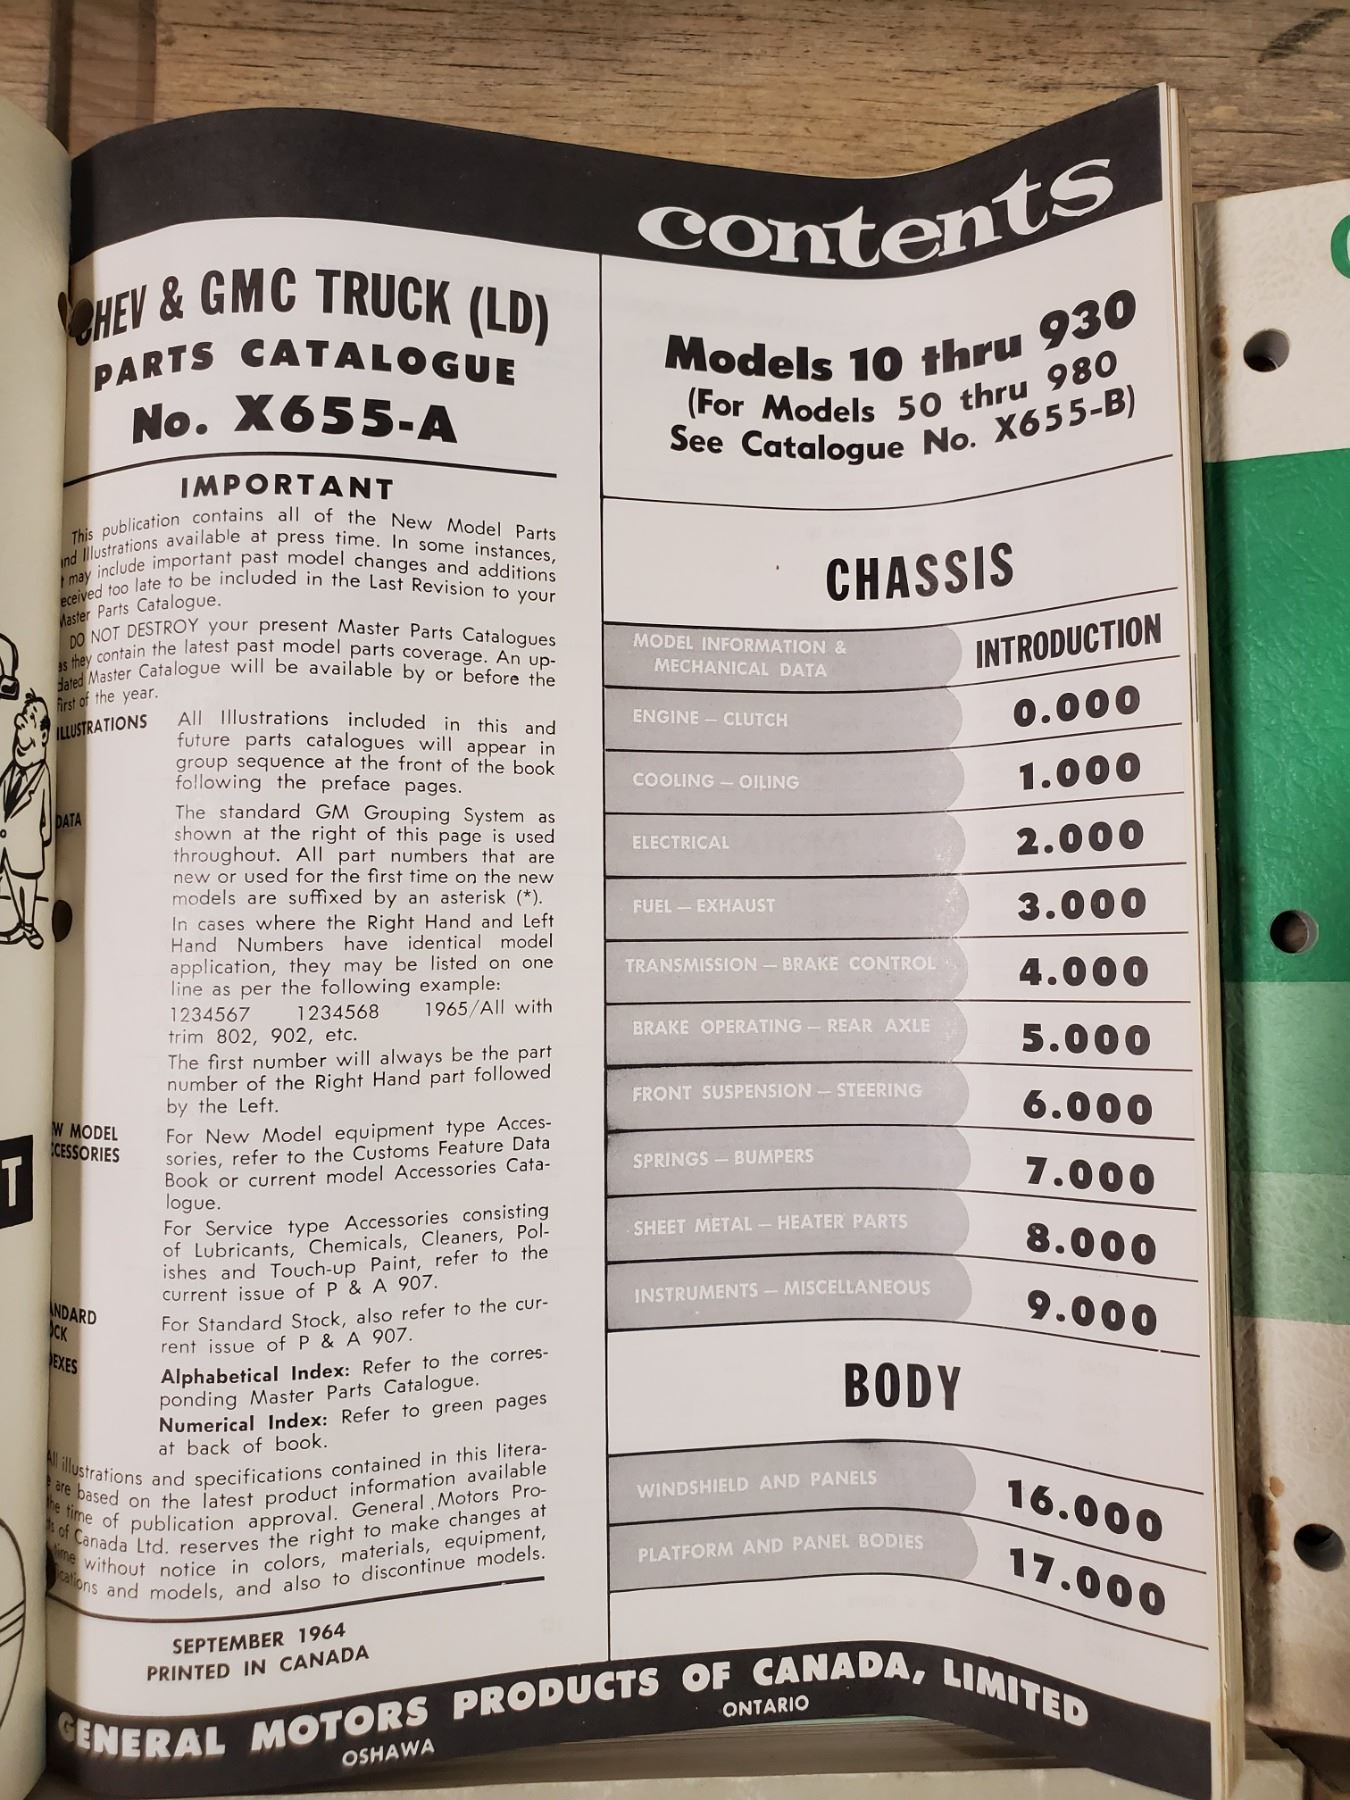 contents
CHEV & GMC TRUCK (LD)
PARTS CATALOGUE
No. X655-A
IMPORTANT
This publication contains all of the New Model Parts
and Illustrations available at press time. In some instances,
it may include important past model changes and additions
received too late to be included in the Last Revision to your
Master Parts Catalogue.
DO NOT DESTROY your present Master Parts Catalogues
as they contain the latest past model parts coverage. An up-
dated Master Catalogue will be available by or before the
first of the year.
ILLUSTRATIONS
All Illustrations included in this and
future parts catalogues will appear in
group sequence at the front of the book
following the preface pages.
DATA
The standard GM Grouping System as
shown at the right of this page is used
throughout. All part numbers that are
new or used for the first time on the new
models are suffixed by an asterisk (*).
In cases where the Right Hand and Left
Hand Numbers have identical model
application, they may be listed on one
line as per the following example:
1234567 1234568 1965/All with
trim 802, 902, etc.
The first number will always be the part
number of the Right Hand part followed
by the Left.
W MODEL
CESSORIES
For New Model equipment type Acces-
sories, refer to the Customs Feature Data
Book or current model Accessories Cata-
logue.
For Service type Accessories consisting
of Lubricants, Chemicals, Cleaners, Pol-
ishes and Touch-up Paint, refer to the
current issue of P & A 907.
NDARD
CK
For Standard Stock, also refer to the cur-
rent issue of P & A 907.
EXES
Alphabetical Index: Refer to the corres-
ponding Master Parts Catalogue.
Numerical Index: Refer to green pages
at back of book.
All illustrations and specifications contained in this litera-
e are based on the latest product information available
the time of publication approval. General Motors Pro-
ts of Canada Ltd. reserves the right to make changes at
time without notice in colors, materials, equipment,
ications and models, and also to discontinue models.
SEPTEMBER 1964
PRINTED IN CANADA
Models 10 thru 930
(For Models 50 thru 980
See Catalogue No. X655-B)
CHASSIS
MODEL INFORMATION &
MECHANICAL DATA INTRODUCTION
ENGINE — CLUTCH 0.000
COOLING — OILING 1.000
ELECTRICAL 2.000
FUEL — EXHAUST 3.000
TRANSMISSION — BRAKE CONTROL 4.000
BRAKE OPERATING — REAR AXLE 5.000
FRONT SUSPENSION — STEERING 6.000
SPRINGS — BUMPERS 7.000
SHEET METAL — HEATER PARTS 8.000
INSTRUMENTS — MISCELLANEOUS 9.000
BODY
WINDSHIELD AND PANELS 16.000
PLATFORM AND PANEL BODIES 17.000
GENERAL MOTORS PRODUCTS OF CANADA, LIMITED
OSHAWA ONTARIO
T